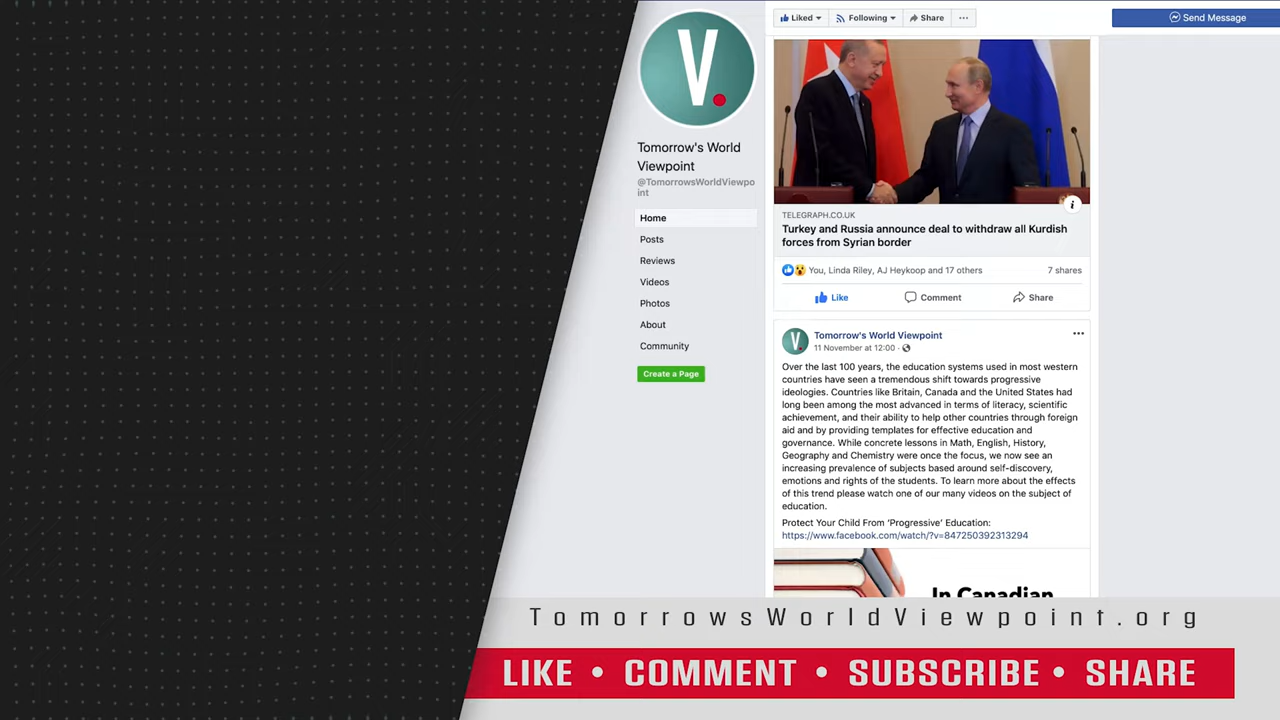 Liked
Following
Share
Send Message
V.
Tomorrow's World
Viewpoint
@TomorrowsWorldViewpo
int
Home
Posts
Reviews
Videos
Photos
About
Community
Create a Page
TELEGRAPH.CO.UK
Turkey and Russia announce deal to withdraw all Kurdish
forces from Syrian border
You, Linda Riley, AJ Heykoop and 17 others 7 shares
Like Comment Share
V.
Tomorrow's World Viewpoint
11 November at 12:00 ·
Over the last 100 years, the education systems used in most western
countries have seen a tremendous shift towards progressive
ideologies. Countries like Britain, Canada and the United States had
long been among the most advanced in terms of literacy, scientific
achievement, and their ability to help other countries through foreign
aid and by providing templates for effective education and
governance. While concrete lessons in Math, English, History,
Geography and Chemistry were once the focus, we now see an
increasing prevalence of subjects based around self-discovery,
emotions and rights of the students. To learn more about the effects
of this trend please watch one of our many videos on the subject of
education.
Protect Your Child From ‘Progressive’ Education:
https://www.facebook.com/watch/?v=847250392313294
In Canadian
TomorrowsWorldViewpoint.org
LIKE • COMMENT • SUBSCRIBE • SHARE